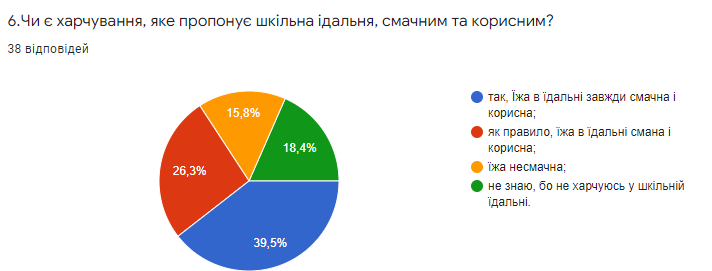 6.Чи є харчування, яке пропонує шкільна ідальня, смачним та корисним?
38 відповідей
15,8%
18,4%
26,3%
39,5%
так, Їжа в їдальні завжди смачна і
корисна;
як правило, їжа в їдальні смана і
корисна;
їжа несмачна;
не знаю, бо не харчуюсь у шкільній
їдальні.